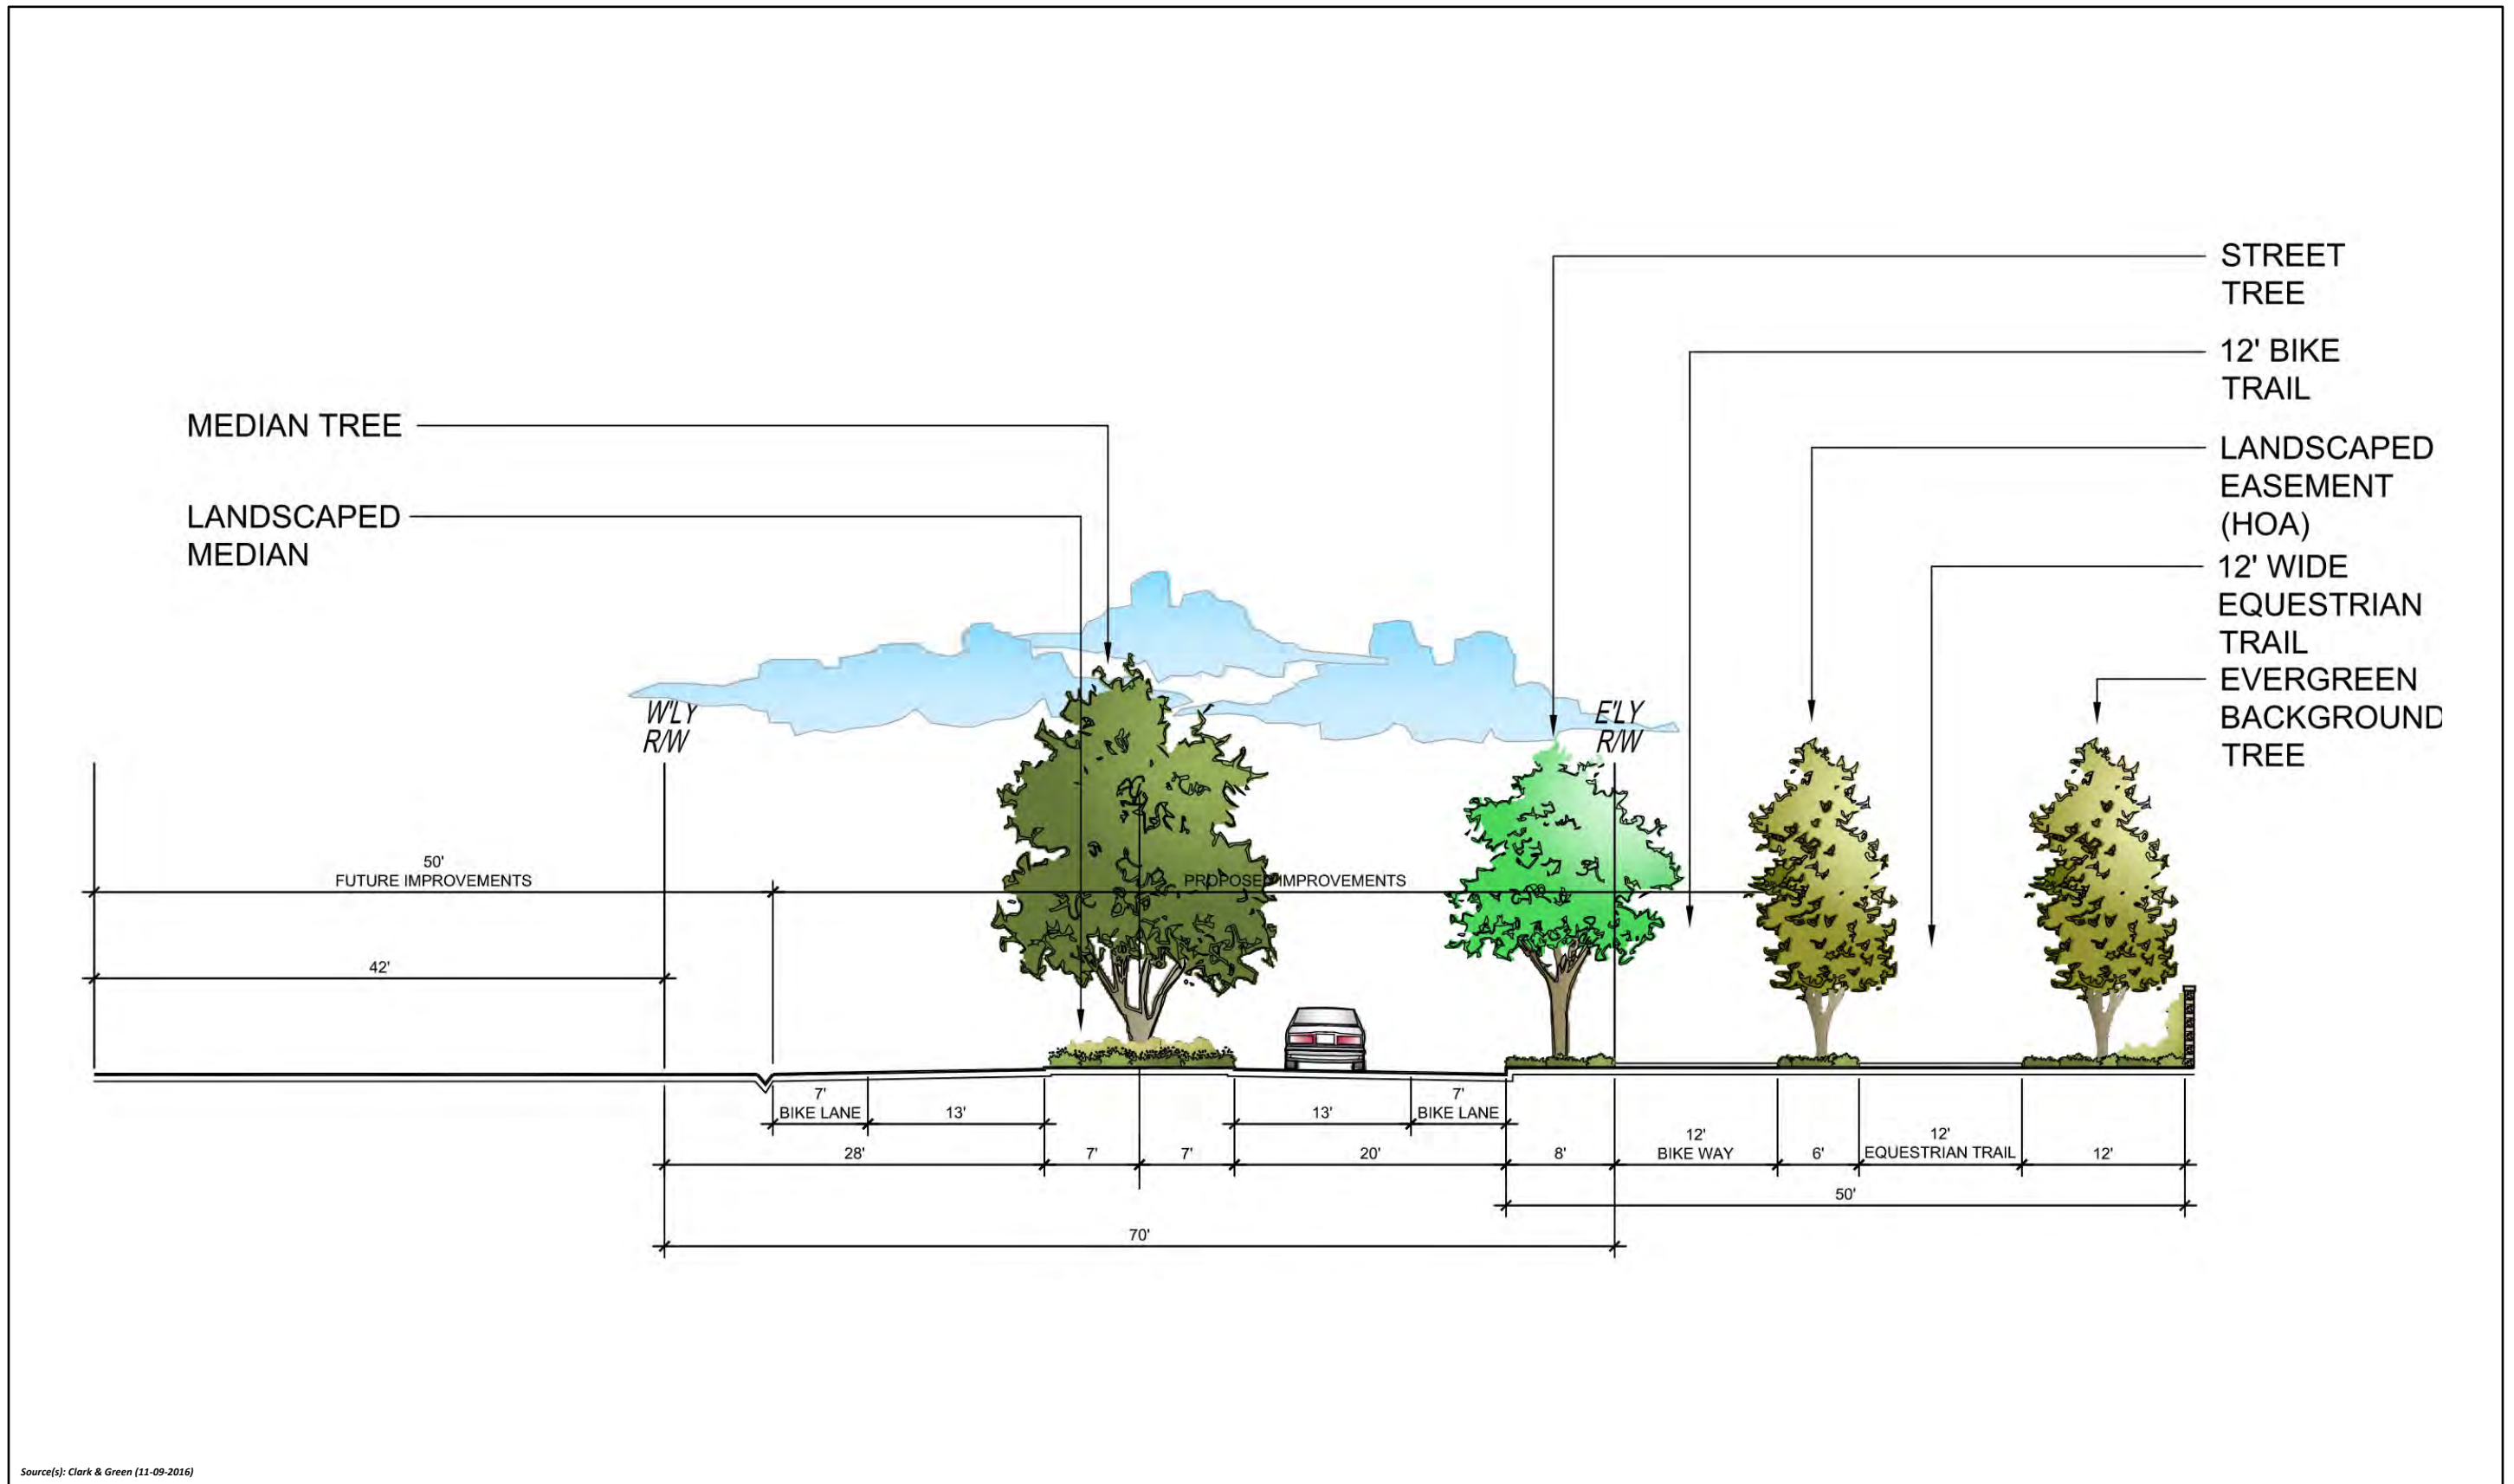 STREET
TREE
12' BIKE
TRAIL
MEDIAN TREE
LANDSCAPED
EASEMENT
(HOA)
LANDSCAPED
MEDIAN
12' WIDE
EQUESTRIAN
TRAIL
EVERGREEN
BACKGROUND
TREE
W'LY
R/W
E'LY
R/W
50'
FUTURE IMPROVEMENTS
PROPOSED IMPROVEMENTS
42'
7'
BIKE LANE
13'
13'
7'
BIKE LANE
28'
7'
7'
20'
8'
12'
BIKE WAY
6'
12'
EQUESTRIAN TRAIL
12'
50'
70'
Source(s): Clark & Green (11-09-2016)